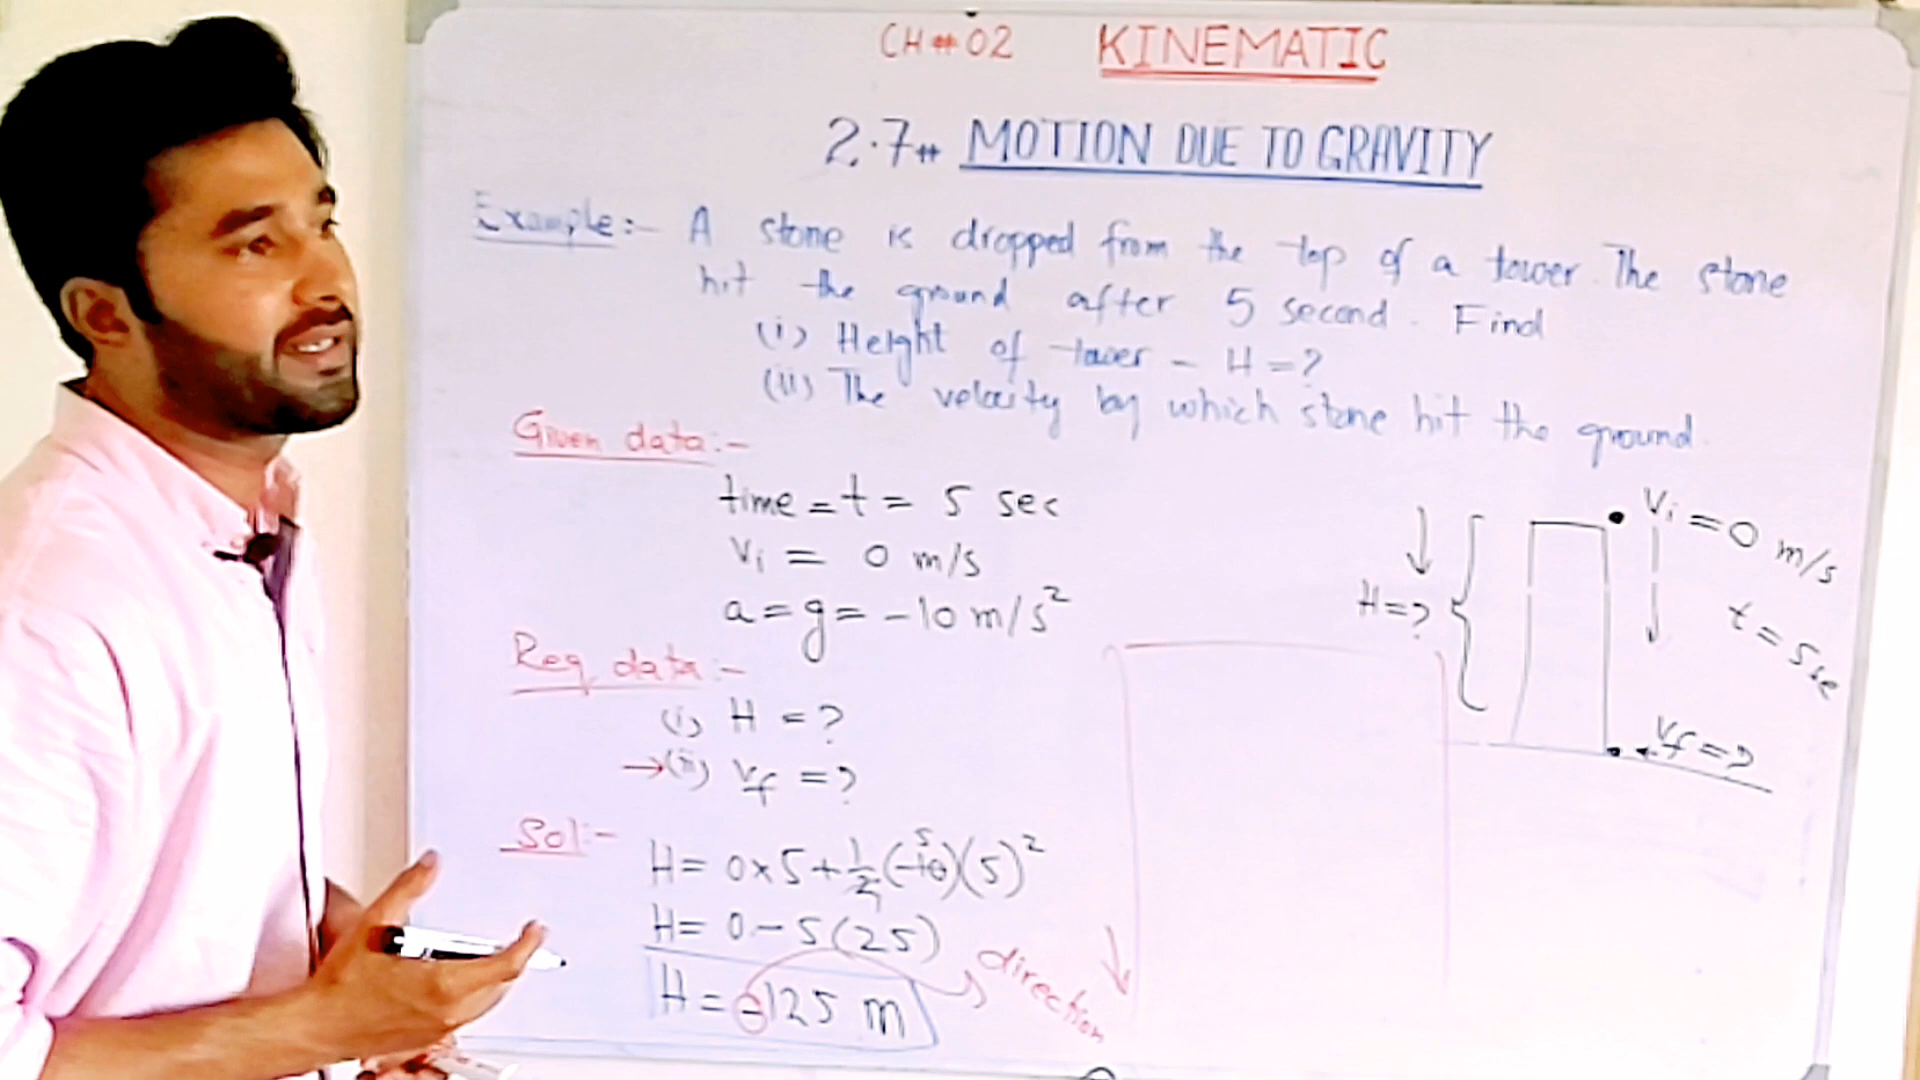 CH # 02 KINEMATIC
2.7# MOTION DUE TO GRAVITY
Example:- A stone is dropped from the top of a tower. The stone
hit the ground after 5 second. Find
(i) Height of tower - H = ?
(ii) The velocity by which stone hit the ground.
Given data:-
time = t = 5 sec
Vi = 0 m/s
a = g = -10 m/s²
Req data:-
(i) H = ?
→(ii) Vf = ?
Sol:-
H = 0×5 + 1/2 (-10)(5)²
5
H = 0 - 5(25)
H = -125 m
direction
Vi = 0 m/s
H = ?
t = 5 se
Vf = ?